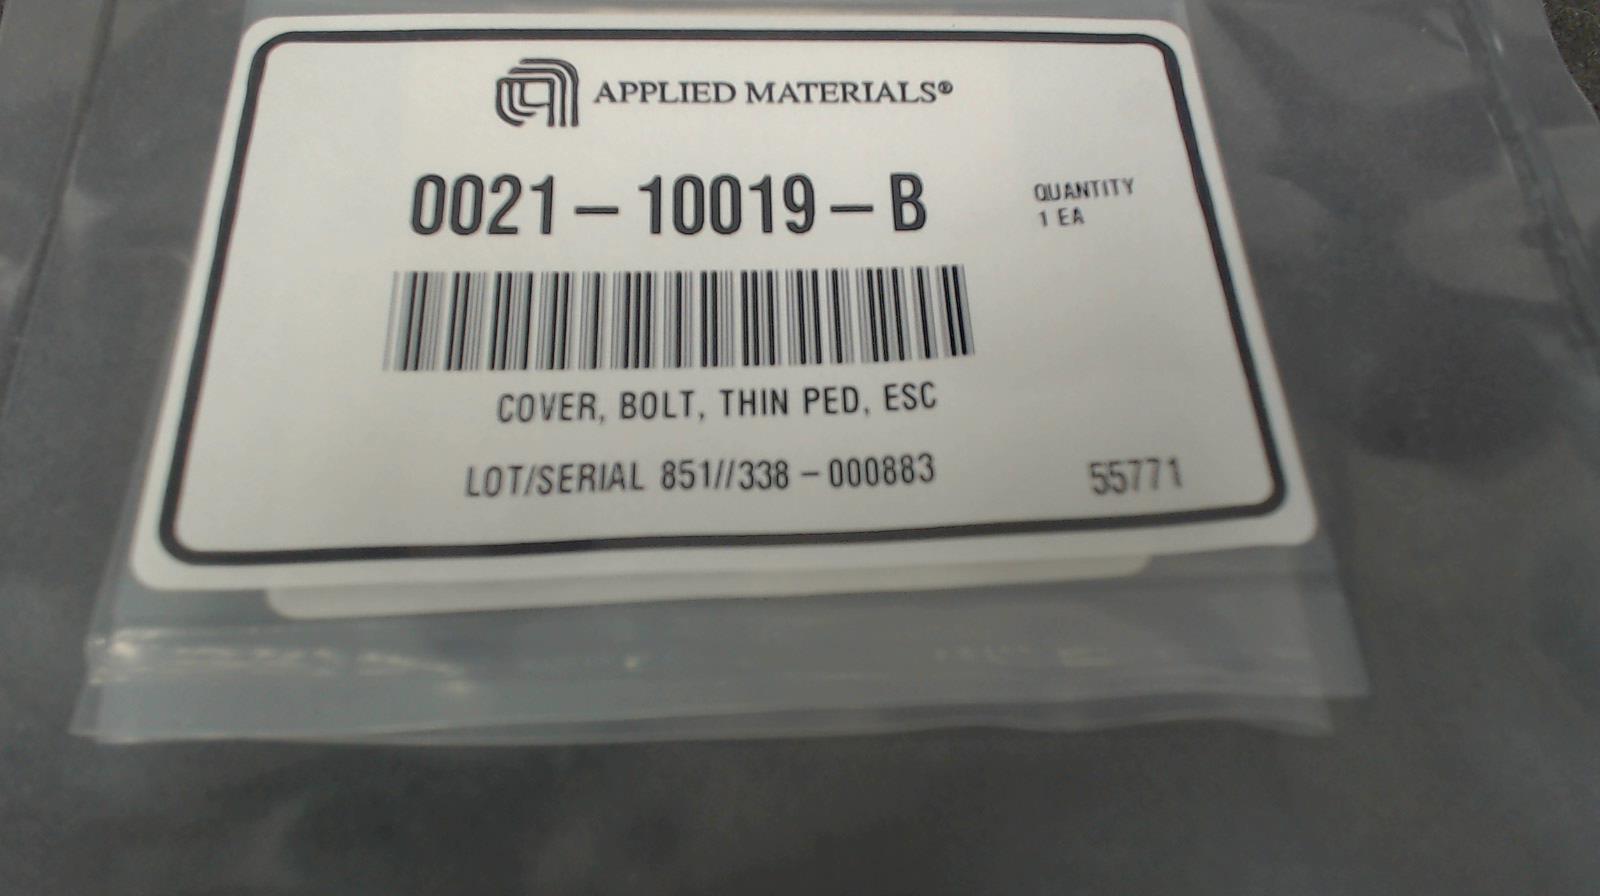 APPLIED MATERIALS®
0021-10019-B
QUANTITY
1 EA
COVER, BOLT, THIN PED, ESC
LOT/SERIAL 851//338-000883
55771